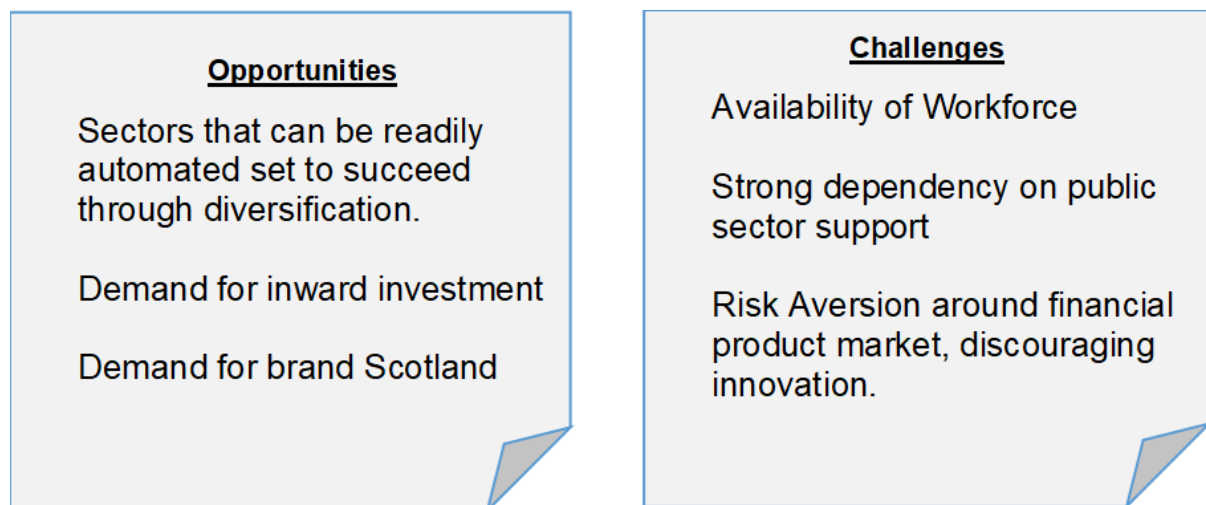 Opportunities
Sectors that can be readily
automated set to succeed
through diversification.
Demand for inward investment
Demand for brand Scotland
Challenges
Availability of Workforce
Strong dependency on public
sector support
Risk Aversion around financial
product market, discouraging
innovation.